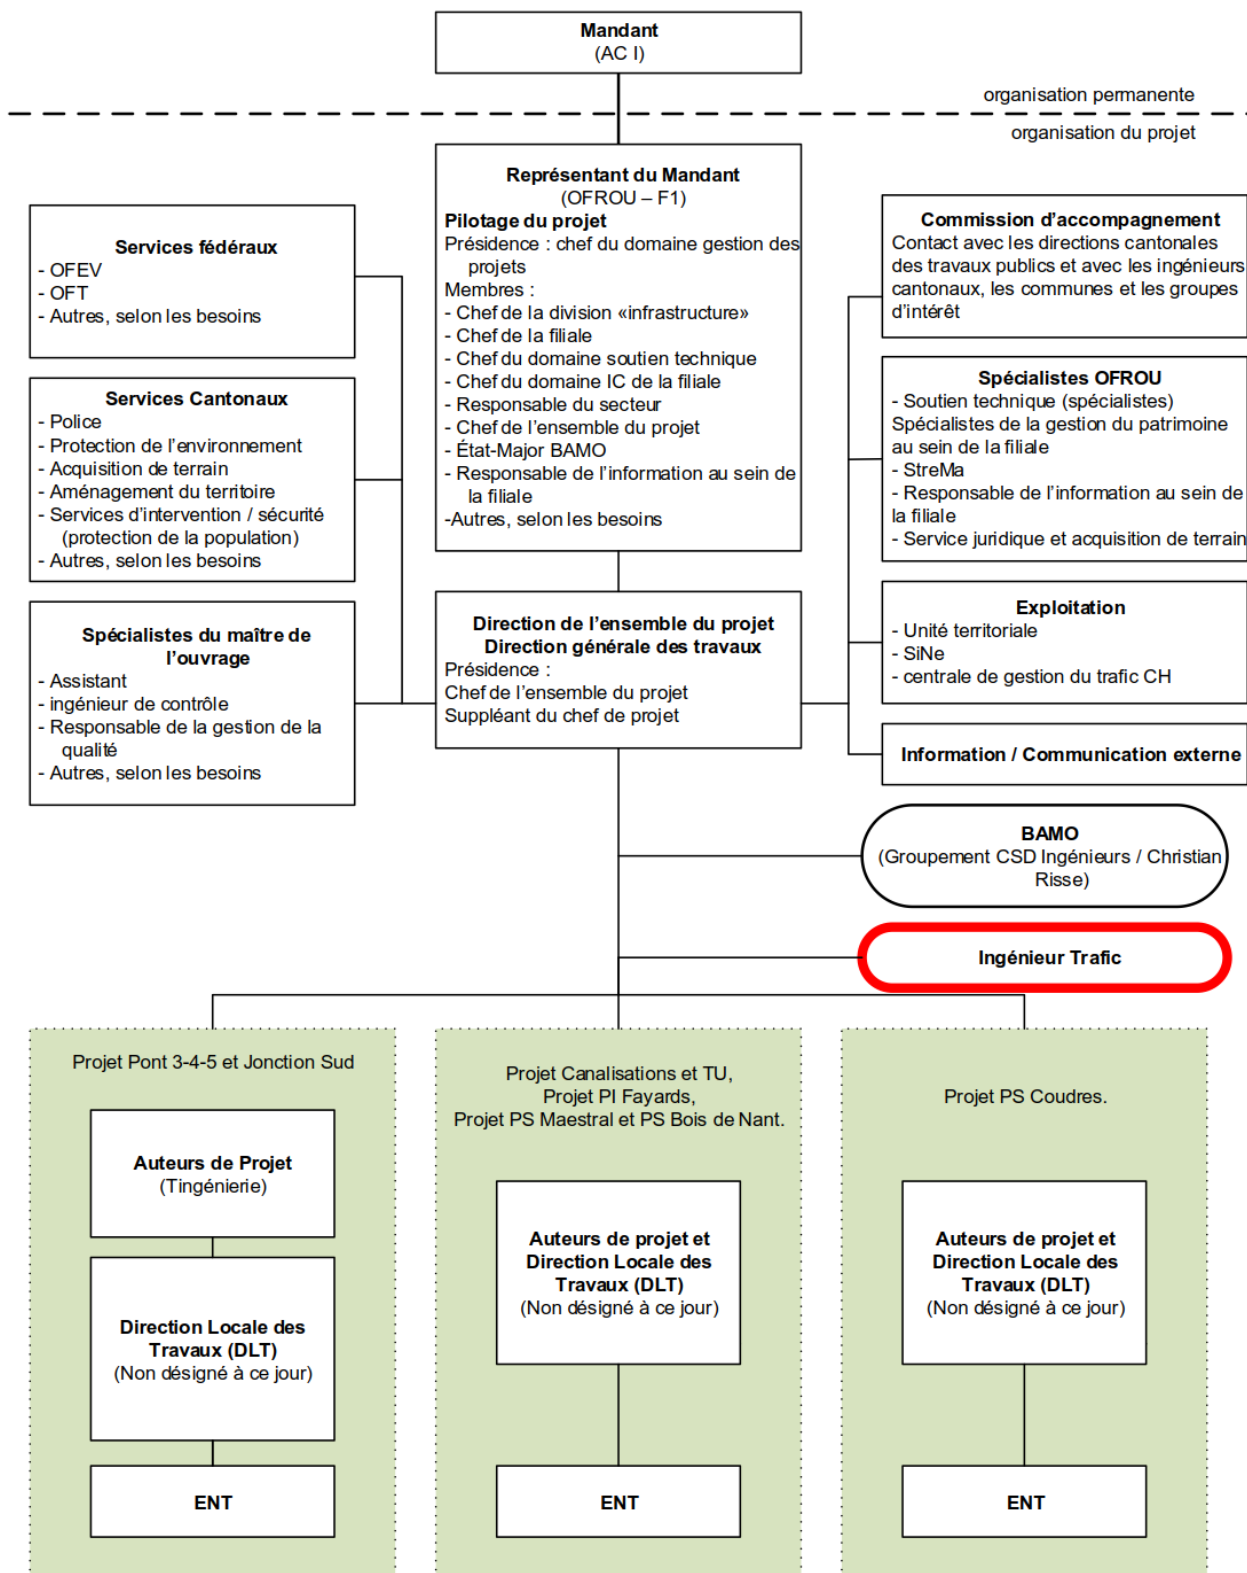 Mandant
(AC I)
organisation permanente
organisation du projet
Représentant du Mandant
(OFROU – F1)
Pilotage du projet
Présidence : chef du domaine gestion des
projets
Membres :
- Chef de la division «infrastructure»
- Chef de la filiale
- Chef du domaine soutien technique
- Chef du domaine IC de la filiale
- Responsable du secteur
- Chef de l'ensemble du projet
- État-Major BAMO
- Responsable de l'information au sein de
la filiale
-Autres, selon les besoins
Services fédéraux
- OFEV
- OFT
- Autres, selon les besoins
Services Cantonaux
- Police
- Protection de l'environnement
- Acquisition de terrain
- Aménagement du territoire
- Services d'intervention / sécurité
(protection de la population)
- Autres, selon les besoins
Spécialistes du maître de
l'ouvrage
- Assistant
- ingénieur de contrôle
- Responsable de la gestion de la
qualité
- Autres, selon les besoins
Direction de l'ensemble du projet
Direction générale des travaux
Présidence :
Chef de l'ensemble du projet
Suppléant du chef de projet
Commission d'accompagnement
Contact avec les directions cantonales
des travaux publics et avec les ingénieurs
cantonaux, les communes et les groupes
d'intérêt
Spécialistes OFROU
- Soutien technique (spécialistes)
Spécialistes de la gestion du patrimoine
au sein de la filiale
- StreMa
- Responsable de l'information au sein de
la filiale
- Service juridique et acquisition de terrain
Exploitation
- Unité territoriale
- SiNe
- centrale de gestion du trafic CH
Information / Communication externe
BAMO
(Groupement CSD Ingénieurs / Christian
Risse)
Ingénieur Trafic
Projet Pont 3-4-5 et Jonction Sud
Auteurs de Projet
(Tingénierie)
Direction Locale des
Travaux (DLT)
(Non désigné à ce jour)
ENT
Projet Canalisations et TU,
Projet PI Fayards,
Projet PS Maestral et PS Bois de Nant.
Auteurs de projet et
Direction Locale des
Travaux (DLT)
(Non désigné à ce jour)
ENT
Projet PS Coudres.
Auteurs de projet et
Direction Locale des
Travaux (DLT)
(Non désigné à ce jour)
ENT